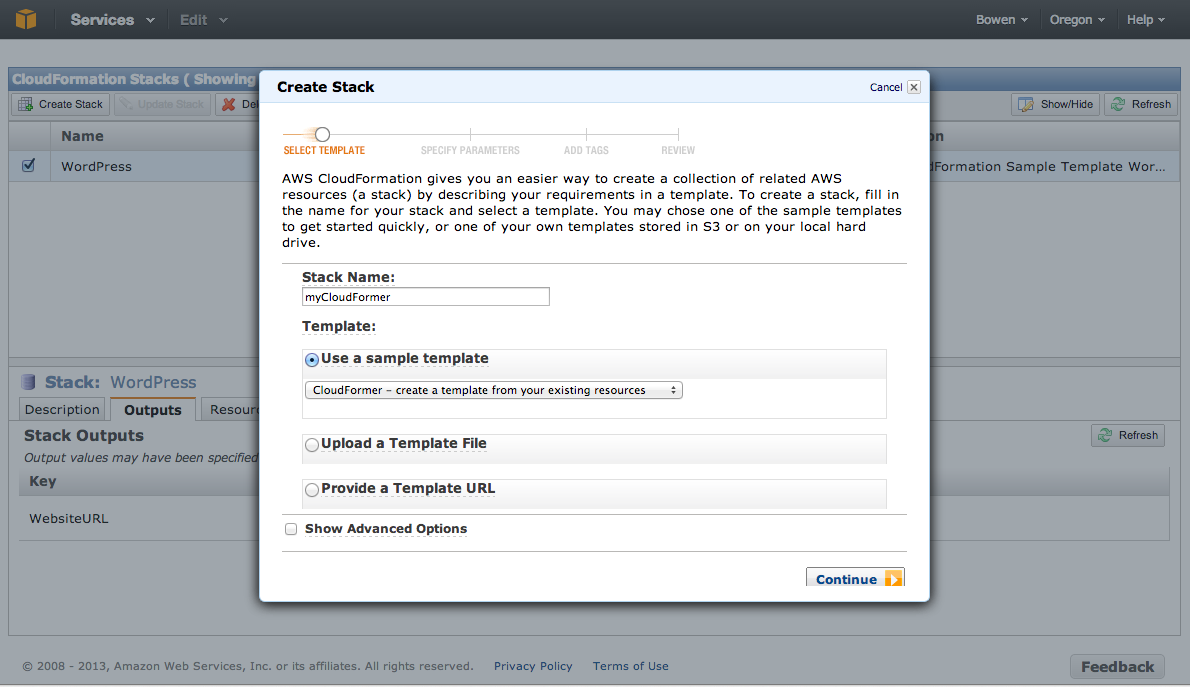 Services Edit Bowen Oregon Help
CloudFormation Stacks ( Showing
Create Stack Update Stack Del Show/Hide Refresh
Name on
WordPress Formation Sample Template Wor...
Create Stack Cancel
SELECT TEMPLATE SPECIFY PARAMETERS ADD TAGS REVIEW
AWS CloudFormation gives you an easier way to create a collection of related AWS
resources (a stack) by describing your requirements in a template. To create a stack, fill in
the name for your stack and select a template. You may chose one of the sample templates
to get started quickly, or one of your own templates stored in S3 or on your local hard
drive.
Stack Name:
myCloudFormer
Template:
Use a sample template
CloudFormer – create a template from your existing resources
Upload a Template File
Provide a Template URL
Show Advanced Options
Continue
Stack: WordPress
Description Outputs Resour
Stack Outputs Refresh
Output values may have been specified
Key
WebsiteURL
© 2008 - 2013, Amazon Web Services, Inc. or its affiliates. All rights reserved. Privacy Policy Terms of Use Feedback